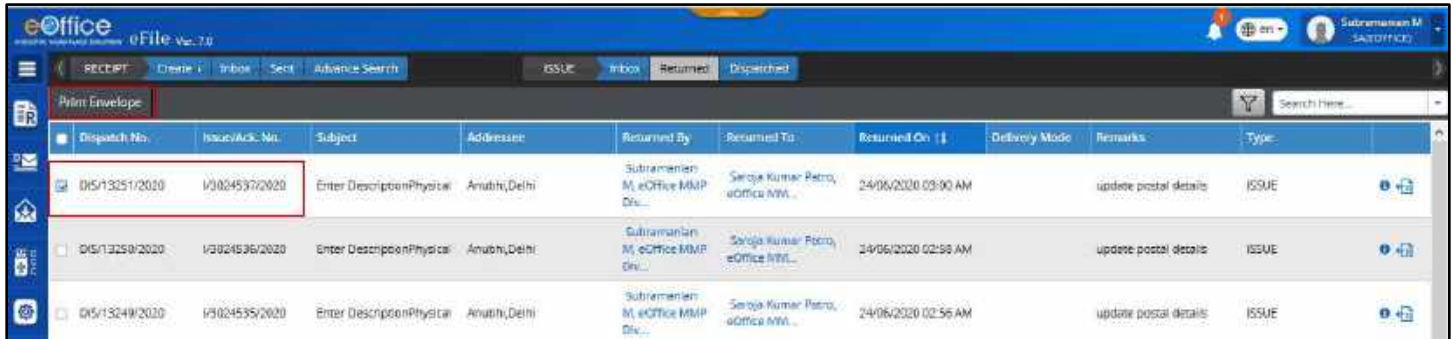 eOffice
eFile Ver. 7.0
1
en
Subramanian M
RECEIPT Create Inbox Sent Advance Search ISSUE Inbox Returned Dispatched
Print Envelope
Search Here...
Dispatch No. Issue/Ack. No. Subject Addressee Returned By Returned To Returned On Delivery Mode Remarks Type
DIS/13251/2020 I/3024537/2020 Enter DescriptionPhysical Anubhi,Delhi Subramanian M, eOffice MMP Div... Saroja Kumar Patro, eOffice MM... 24/06/2020 03:00 AM update postal details ISSUE
DIS/13250/2020 I/3024536/2020 Enter DescriptionPhysical Anubhi,Delhi Subramanian M, eOffice MMP Div... Saroja Kumar Patro, eOffice MM... 24/06/2020 02:58 AM update postal details ISSUE
DIS/13249/2020 I/3024535/2020 Enter DescriptionPhysical Anubhi,Delhi Subramanian M, eOffice MMP Div... Saroja Kumar Patro, eOffice MM... 24/06/2020 02:56 AM update postal details ISSUE